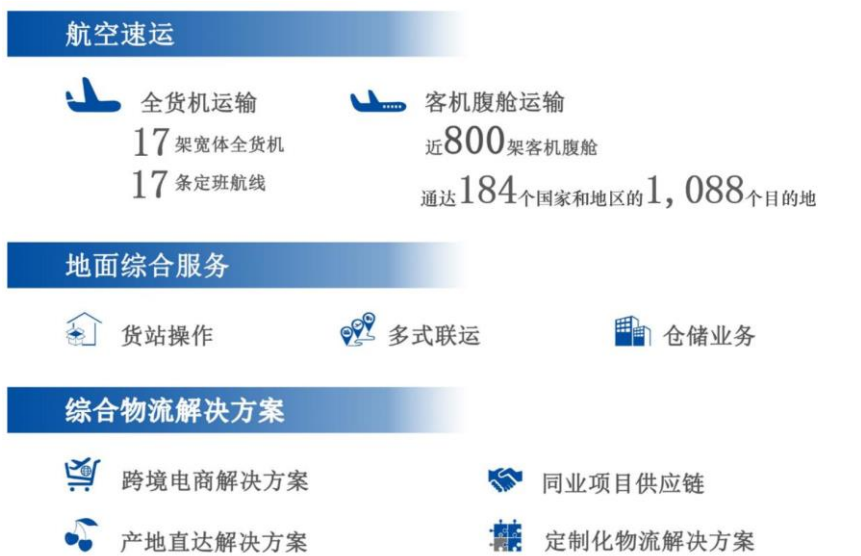 航空速运
全货机运输 客机腹舱运输
17架宽体全货机 近800架客机腹舱
17条定班航线 通达184个国家和地区的1,088个目的地
地面综合服务
货站操作 多式联运 仓储业务
综合物流解决方案
跨境电商解决方案 同业项目供应链
产地直达解决方案 定制化物流解决方案